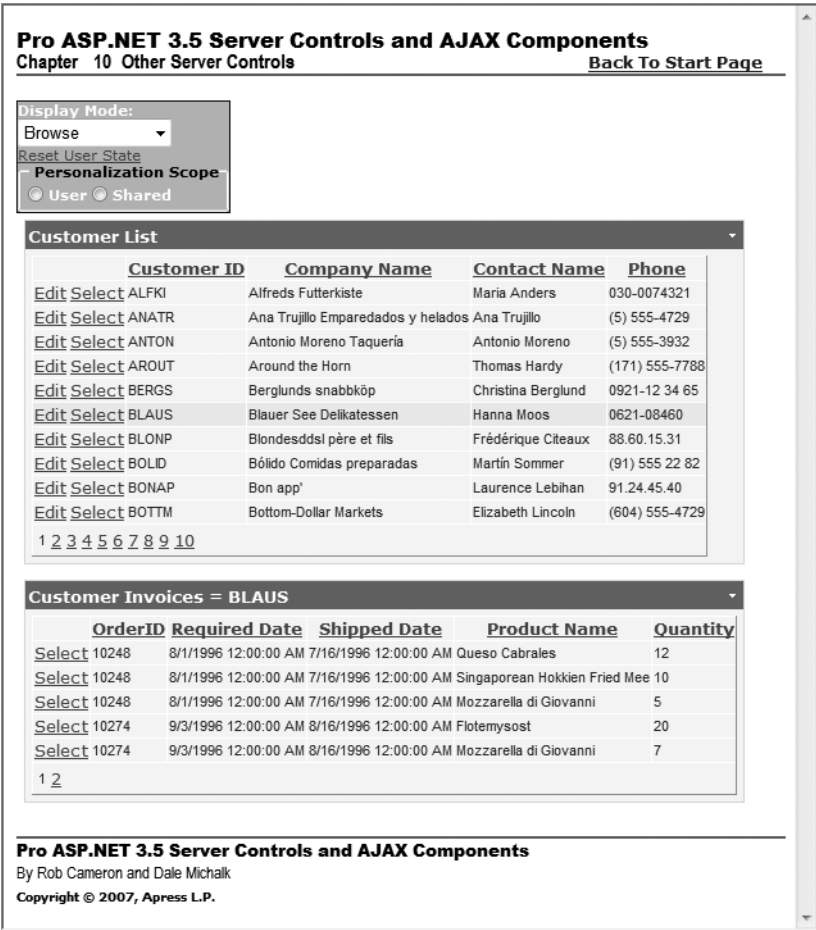 Pro ASP.NET 3.5 Server Controls and AJAX Components
Chapter 10 Other Server Controls Back To Start Page
Display Mode:
Browse
Reset User State
Personalization Scope
User Shared
Customer List
Customer ID Company Name Contact Name Phone
Edit Select ALFKI Alfreds Futterkiste Maria Anders 030-0074321
Edit Select ANATR Ana Trujillo Emparedados y helados Ana Trujillo (5) 555-4729
Edit Select ANTON Antonio Moreno Taquería Antonio Moreno (5) 555-3932
Edit Select AROUT Around the Horn Thomas Hardy (171) 555-7788
Edit Select BERGS Berglunds snabbköp Christina Berglund 0921-12 34 65
Edit Select BLAUS Blauer See Delikatessen Hanna Moos 0621-08460
Edit Select BLONP Blondesddsl père et fils Frédérique Citeaux 88.60.15.31
Edit Select BOLID Bólido Comidas preparadas Martín Sommer (91) 555 22 82
Edit Select BONAP Bon app' Laurence Lebihan 91.24.45.40
Edit Select BOTTM Bottom-Dollar Markets Elizabeth Lincoln (604) 555-4729
1 2 3 4 5 6 7 8 9 10
Customer Invoices = BLAUS
OrderID Required Date Shipped Date Product Name Quantity
Select 10248 8/1/1996 12:00:00 AM 7/16/1996 12:00:00 AM Queso Cabrales 12
Select 10248 8/1/1996 12:00:00 AM 7/16/1996 12:00:00 AM Singaporean Hokkien Fried Mee 10
Select 10248 8/1/1996 12:00:00 AM 7/16/1996 12:00:00 AM Mozzarella di Giovanni 5
Select 10274 9/3/1996 12:00:00 AM 8/16/1996 12:00:00 AM Flotemysost 20
Select 10274 9/3/1996 12:00:00 AM 8/16/1996 12:00:00 AM Mozzarella di Giovanni 7
1 2
Pro ASP.NET 3.5 Server Controls and AJAX Components
By Rob Cameron and Dale Michalk
Copyright © 2007, Apress L.P.